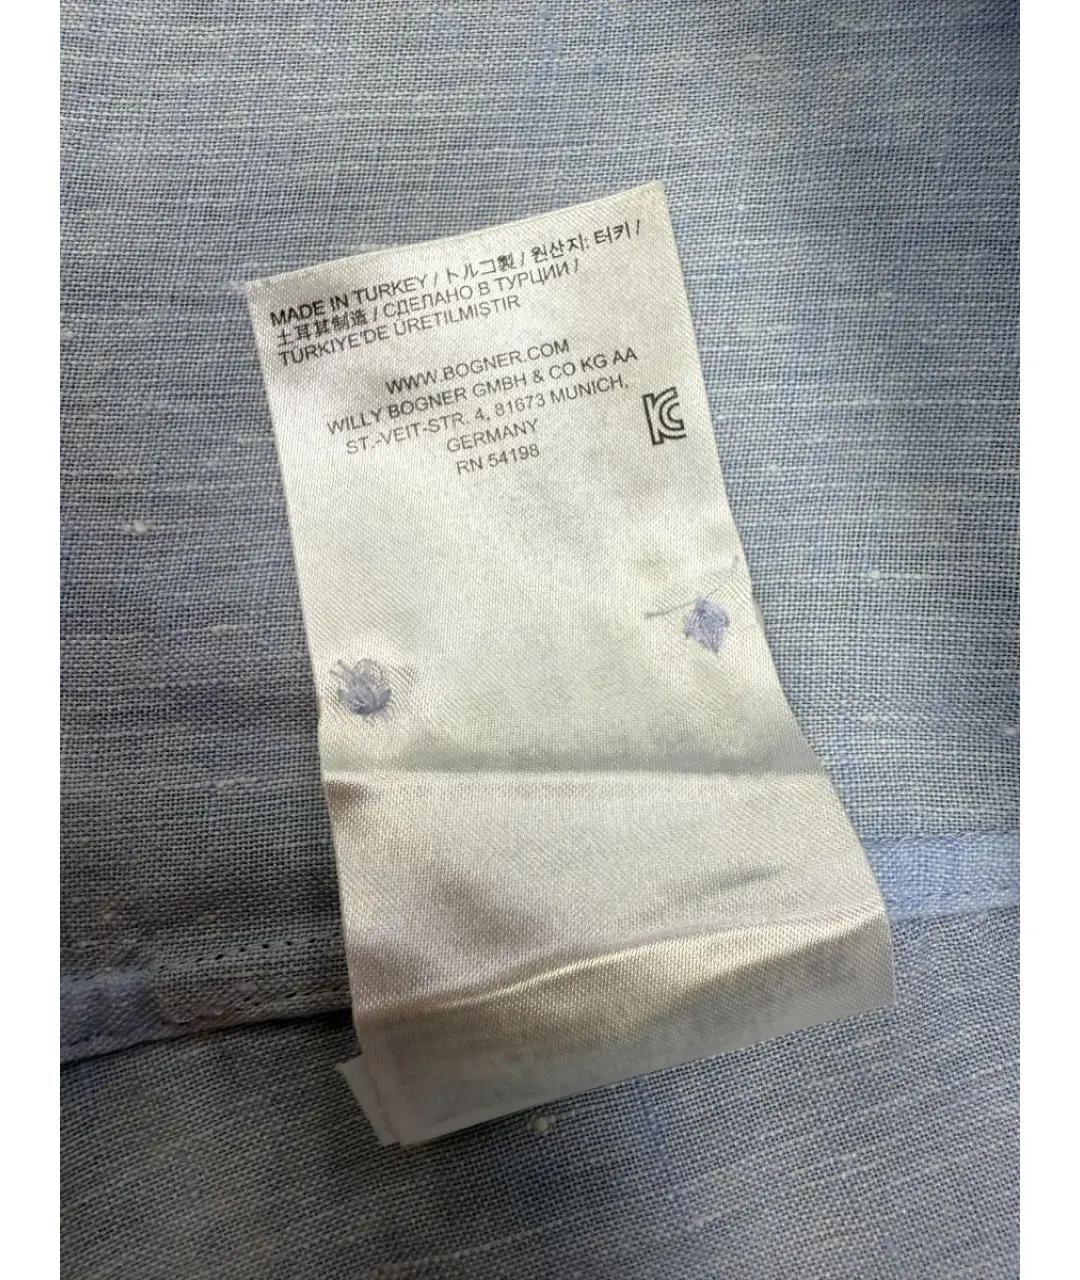 MADE IN TURKEY / トルコ製 / 원산지: 터키 /
土耳其制造 / СДЕЛАНО В ТУРЦИИ /
TÜRKIYE'DE ÜRETILMIŞTIR
WWW.BOGNER.COM
WILLY BOGNER GMBH & CO KG AA
ST.-VEIT-STR. 4, 81673 MUNICH,
GERMANY
RN 54198
KC